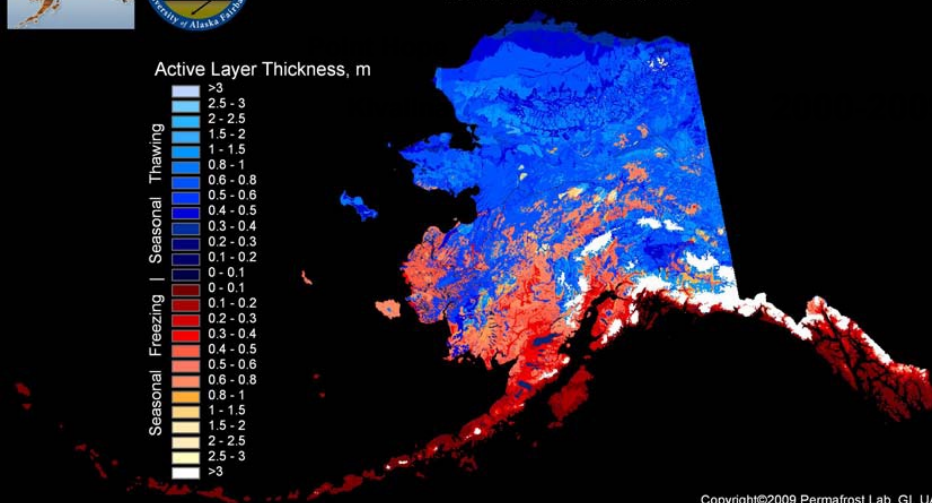 University of Alaska Fairb
Active Layer Thickness, m
Seasonal Freezing | Seasonal Thawing
>3
2.5 - 3
2 - 2.5
1.5 - 2
1 - 1.5
0.8 - 1
0.6 - 0.8
0.5 - 0.6
0.4 - 0.5
0.3 - 0.4
0.2 - 0.3
0.1 - 0.2
0 - 0.1
0 - 0.1
0.1 - 0.2
0.2 - 0.3
0.3 - 0.4
0.4 - 0.5
0.5 - 0.6
0.6 - 0.8
0.8 - 1
1 - 1.5
1.5 - 2
2 - 2.5
2.5 - 3
>3
Copyright©2009 Permafrost Lab, GI, UA